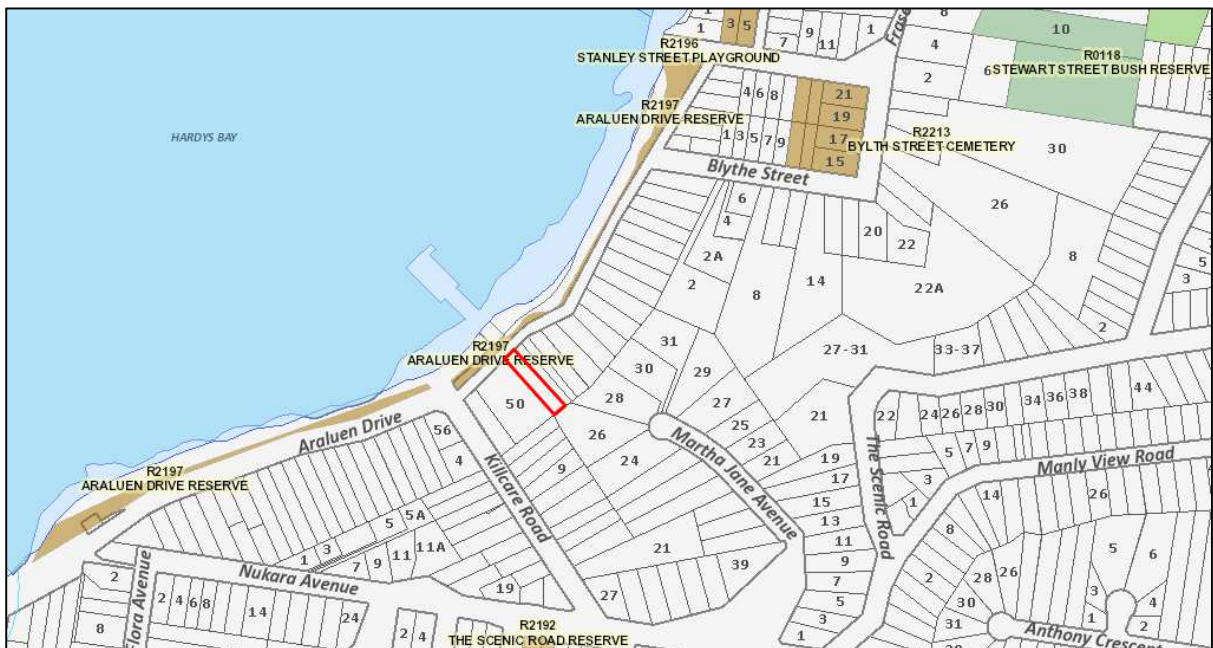 1
3 5
7
9
11
1
Frase
8
4
2
10
6
R0118
STEWART STREET BUSH RESERVE
R2196
STANLEY STREET PLAYGROUND
HARDYS BAY
R2197
ARALUEN DRIVE RESERVE
4 6 8
1 3 5 7 9
21
19
17
15
R2213
BYLTH STREET CEMETERY
30
Blythe Street
6
4
2A
2
8
14
20
22
22A
26
8
5
3
2
R2197
ARALUEN DRIVE RESERVE
31
30
28
29
27
25
23
21
27-31
33-37
50
26
24
9
21
39
27
Martha Jane Avenue
21
19
17
15
13
11
9
7
5
3
1
The Scenic Road
22
24 26 28 30
34 36 38
44
5 7 9
3
1
Manly View Road
14
26
8
2
28
26
30
31
5
6
3
1
4
2
Anthony Crescent
Araluen Drive
56
4
Killcare Road
R2197
ARALUEN DRIVE RESERVE
1
3
5
5A
7
9
11
11A
19
Nukara Avenue
Flora Avenue
2
8
2 4 6 8
14
24
2 4
R2192
THE SCENIC ROAD RESERVE